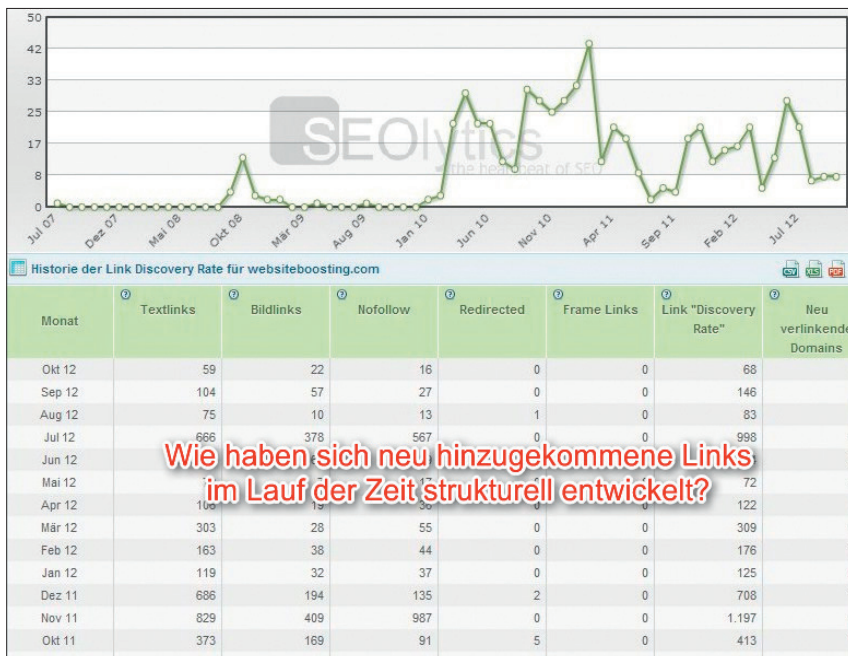 50
42
33
25
17
8
0
SEOlytics
the heartbeat of SEO
Jul 07 Dez 07 Mai 08 Okt 08 Mär 09 Aug 09 Jan 10 Jun 10 Nov 10 Apr 11 Sep 11 Feb 12 Jul 12
Historie der Link Discovery Rate für websiteboosting.com CSV XLS PDF
Monat Textlinks Bildlinks Nofollow Redirected Frame Links Link "Discovery Rate" Neu verlinkende Domains
Okt 12 59 22 16 0 0 68
Sep 12 104 57 27 0 0 146
Aug 12 75 10 13 1 0 83
Jul 12 666 378 567 0 0 998
Wie haben sich neu hinzugekommene Links
im Lauf der Zeit strukturell entwickelt?
Jun 12
Mai 12 72
Apr 12 106 19 0 122
Mär 12 303 28 55 0 0 309
Feb 12 163 38 44 0 0 176
Jan 12 119 32 37 0 0 125
Dez 11 686 194 135 2 0 708
Nov 11 829 409 987 0 0 1.197
Okt 11 373 169 91 5 0 413